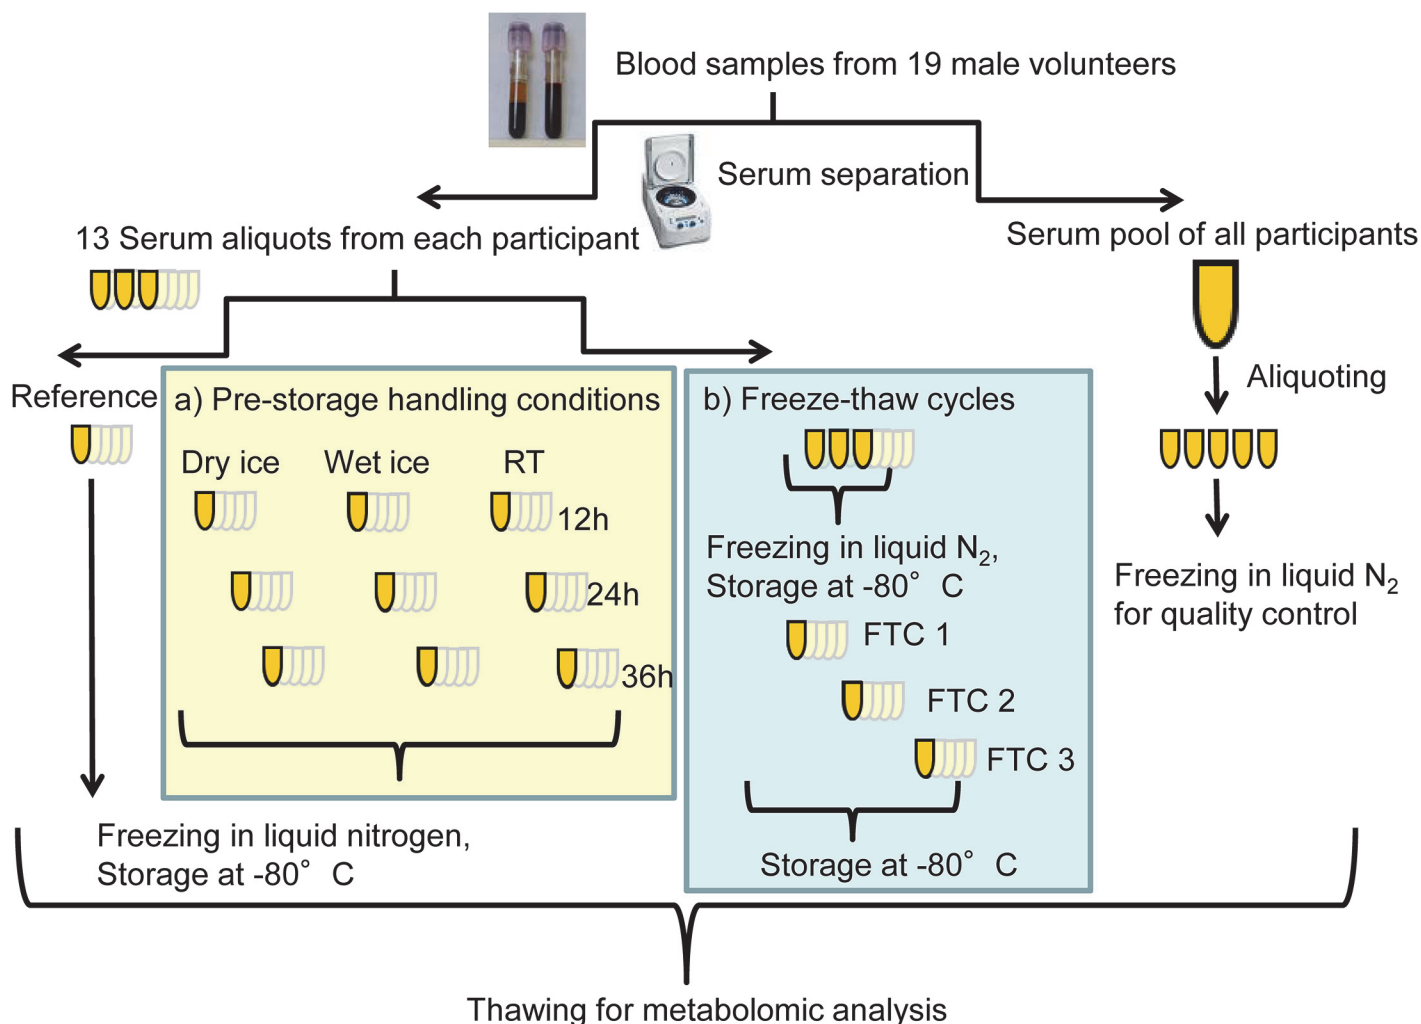 Blood samples from 19 male volunteers
Serum separation
13 Serum aliquots from each participant
Serum pool of all participants
Aliquoting
Freezing in liquid N₂
for quality control
Reference
a) Pre-storage handling conditions
Dry ice
Wet ice
RT
12h
24h
36h
b) Freeze-thaw cycles
Freezing in liquid N₂,
Storage at -80° C
FTC 1
FTC 2
FTC 3
Storage at -80° C
Freezing in liquid nitrogen,
Storage at -80° C
Thawing for metabolomic analysis